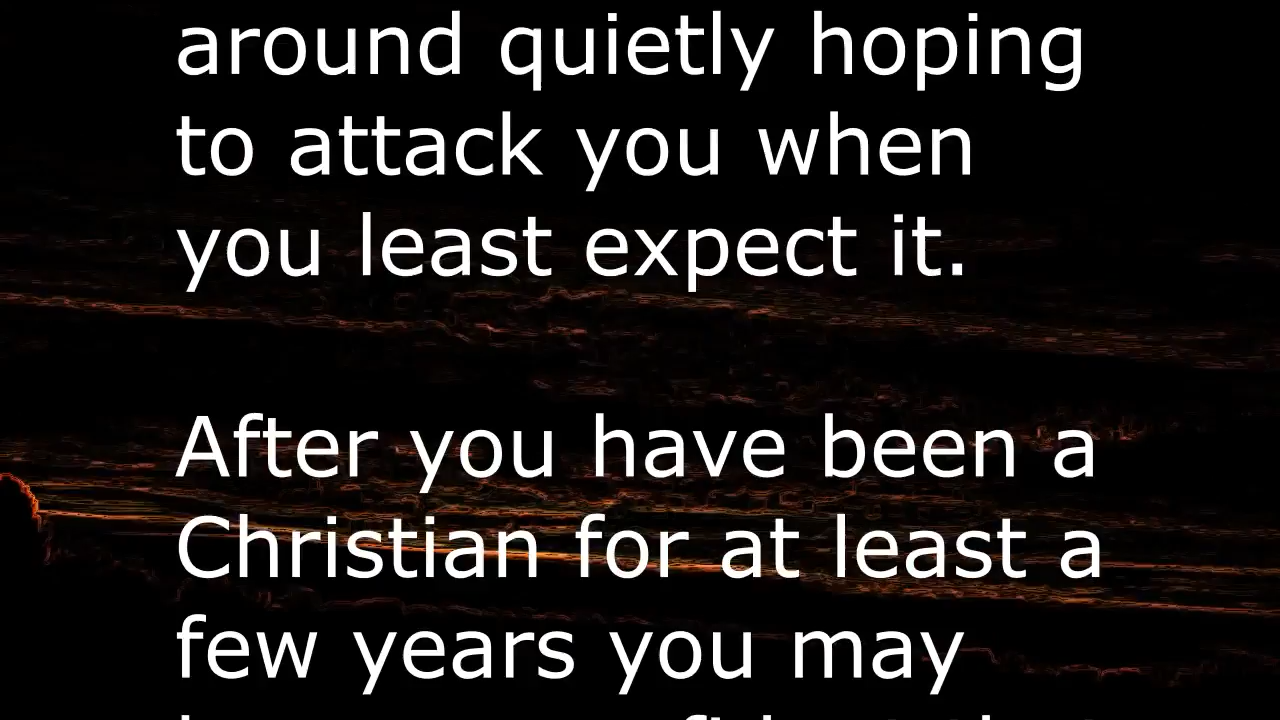 around quietly hoping
to attack you when
you least expect it.
After you have been a
Christian for at least a
few years you may